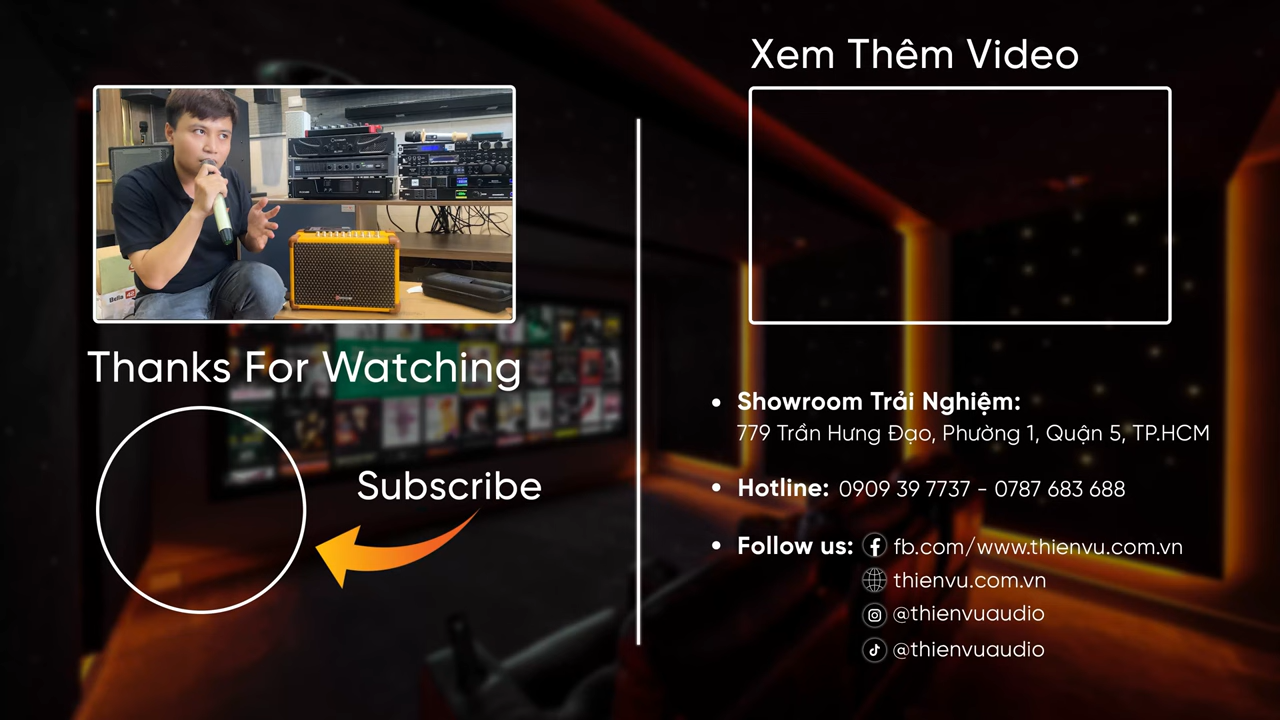 Xem Thêm Video
Thanks For Watching
Subscribe
Showroom Trải Nghiệm:
779 Trần Hưng Đạo, Phường 1, Quận 5, TP.HCM
Hotline: 0909 39 7737 - 0787 683 688
Follow us: fb.com/www.thienvu.com.vn
thienvu.com.vn
@thienvuaudio
@thienvuaudio